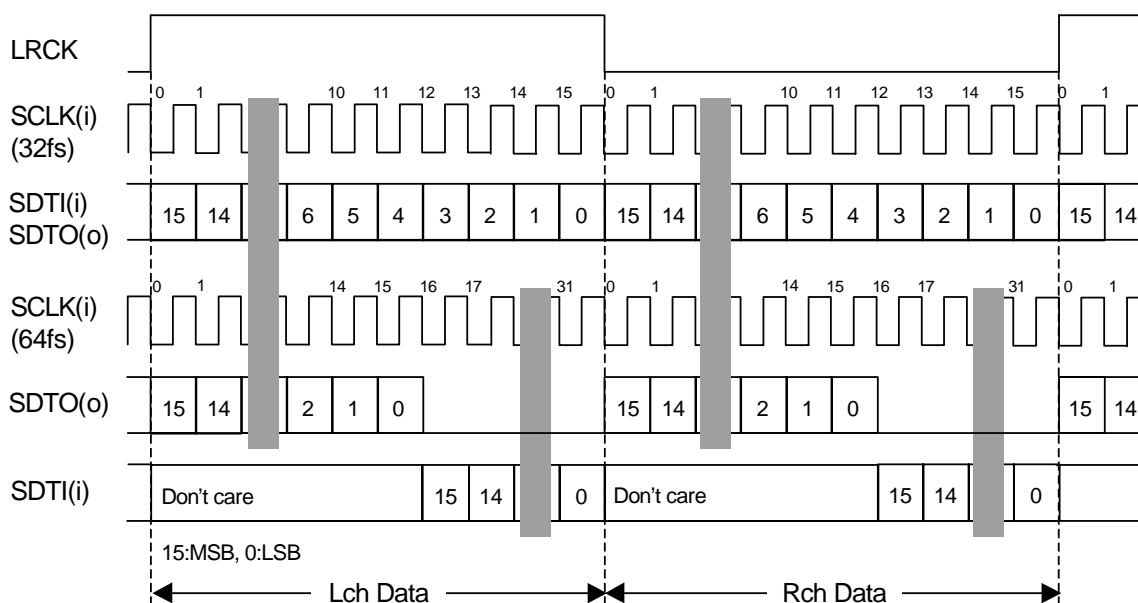 LRCK
0 1 10 11 12 13 14 15 0 1 10 11 12 13 14 15 0 1
SCLK(i)
(32fs)
SDTI(i)
SDTO(o)
15 14 6 5 4 3 2 1 0 15 14 6 5 4 3 2 1 0 15 14
0 1 14 15 16 17 31 0 1 14 15 16 17 31 0 1
SCLK(i)
(64fs)
SDTO(o) 15 14 2 1 0 15 14 2 1 0 15 14
SDTI(i) Don't care 15 14 0 Don't care 15 14 0
15:MSB, 0:LSB
Lch Data Rch Data